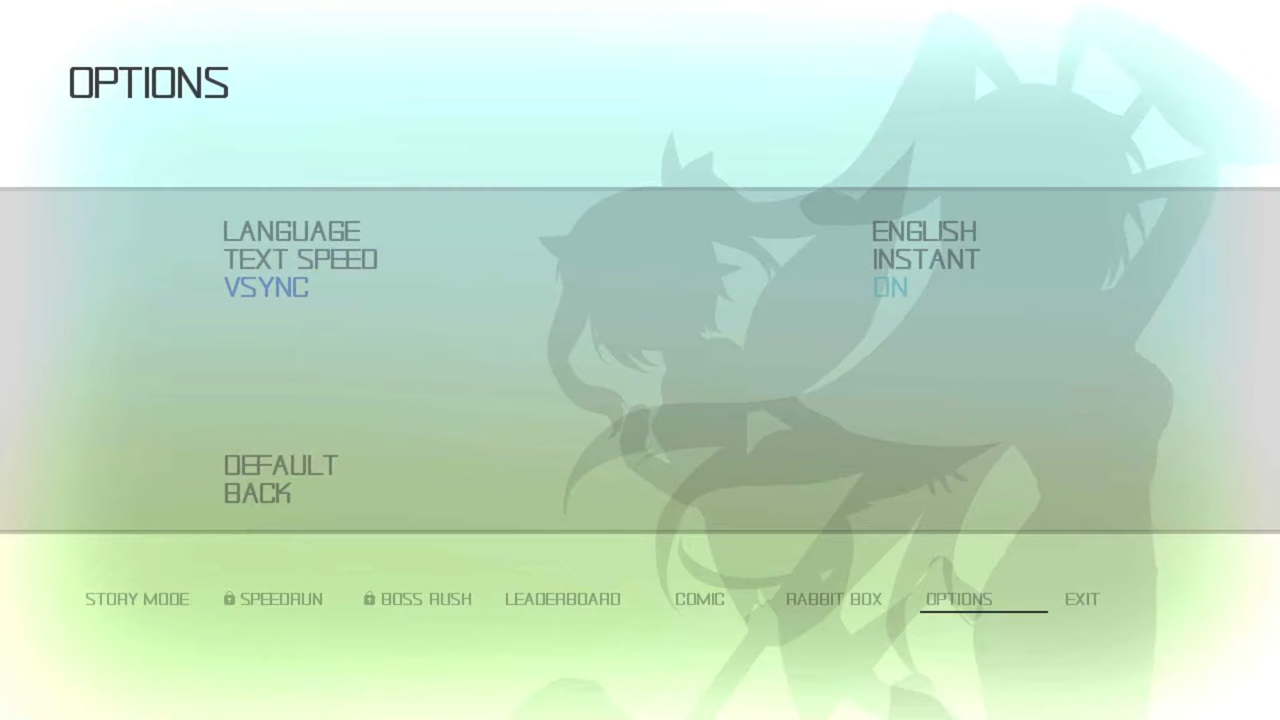 OPTIONS
LANGUAGE ENGLISH
TEXT SPEED INSTANT
VSYNC ON
DEFAULT
BACK
STORY MODE SPEEDRUN BOSS RUSH LEADERBOARD COMIC RABBIT BOX OPTIONS EXIT